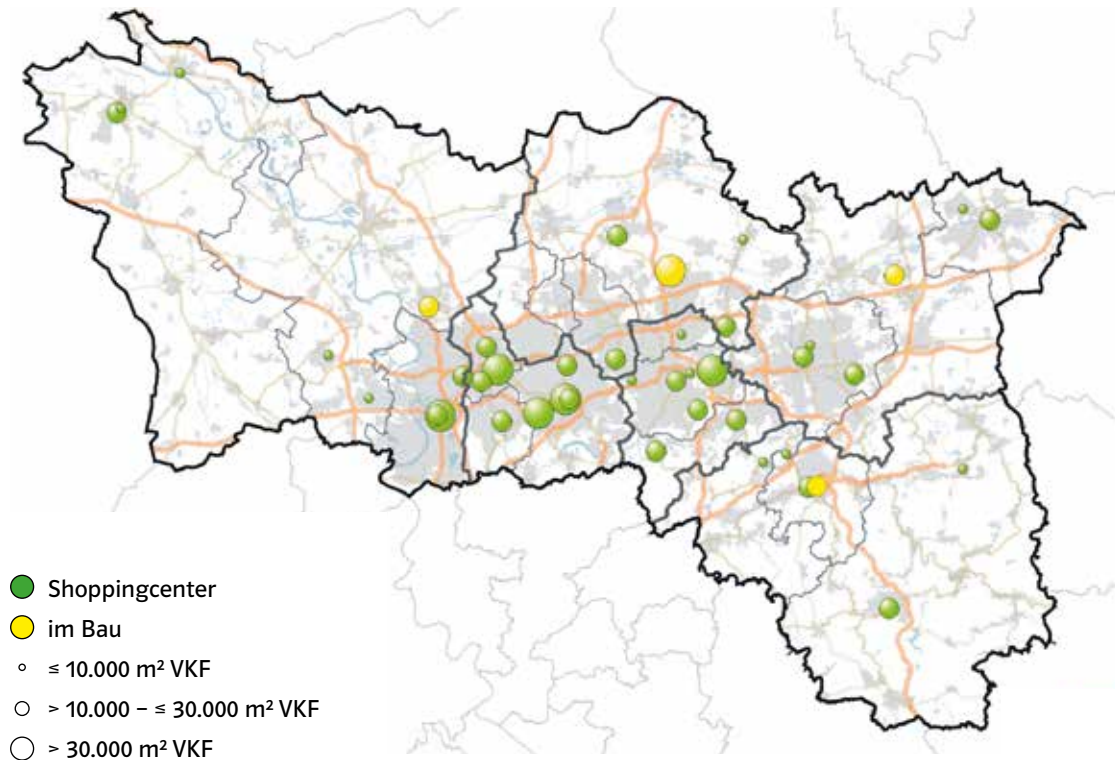 Shoppingcenter
im Bau
≤ 10.000 m² VKF
> 10.000 – ≤ 30.000 m² VKF
> 30.000 m² VKF